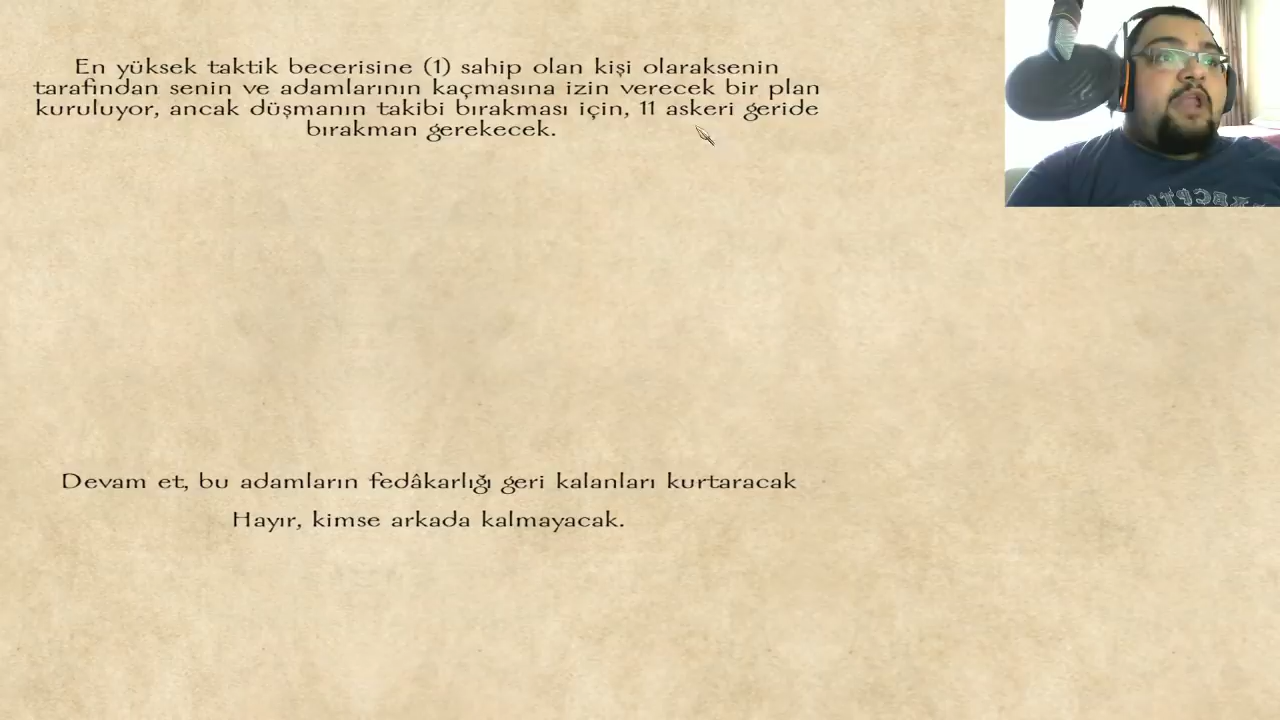 En yüksek taktik becerisine (1) sahip olan kişi olaraksenin
tarafından senin ve adamlarının kaçmasına izin verecek bir plan
kuruluyor, ancak düşmanın takibi bırakması için, 11 askeri geride
bırakman gerekecek.
Devam et, bu adamların fedâkarlığı geri kalanları kurtaracak
Hayır, kimse arkada kalmayacak.